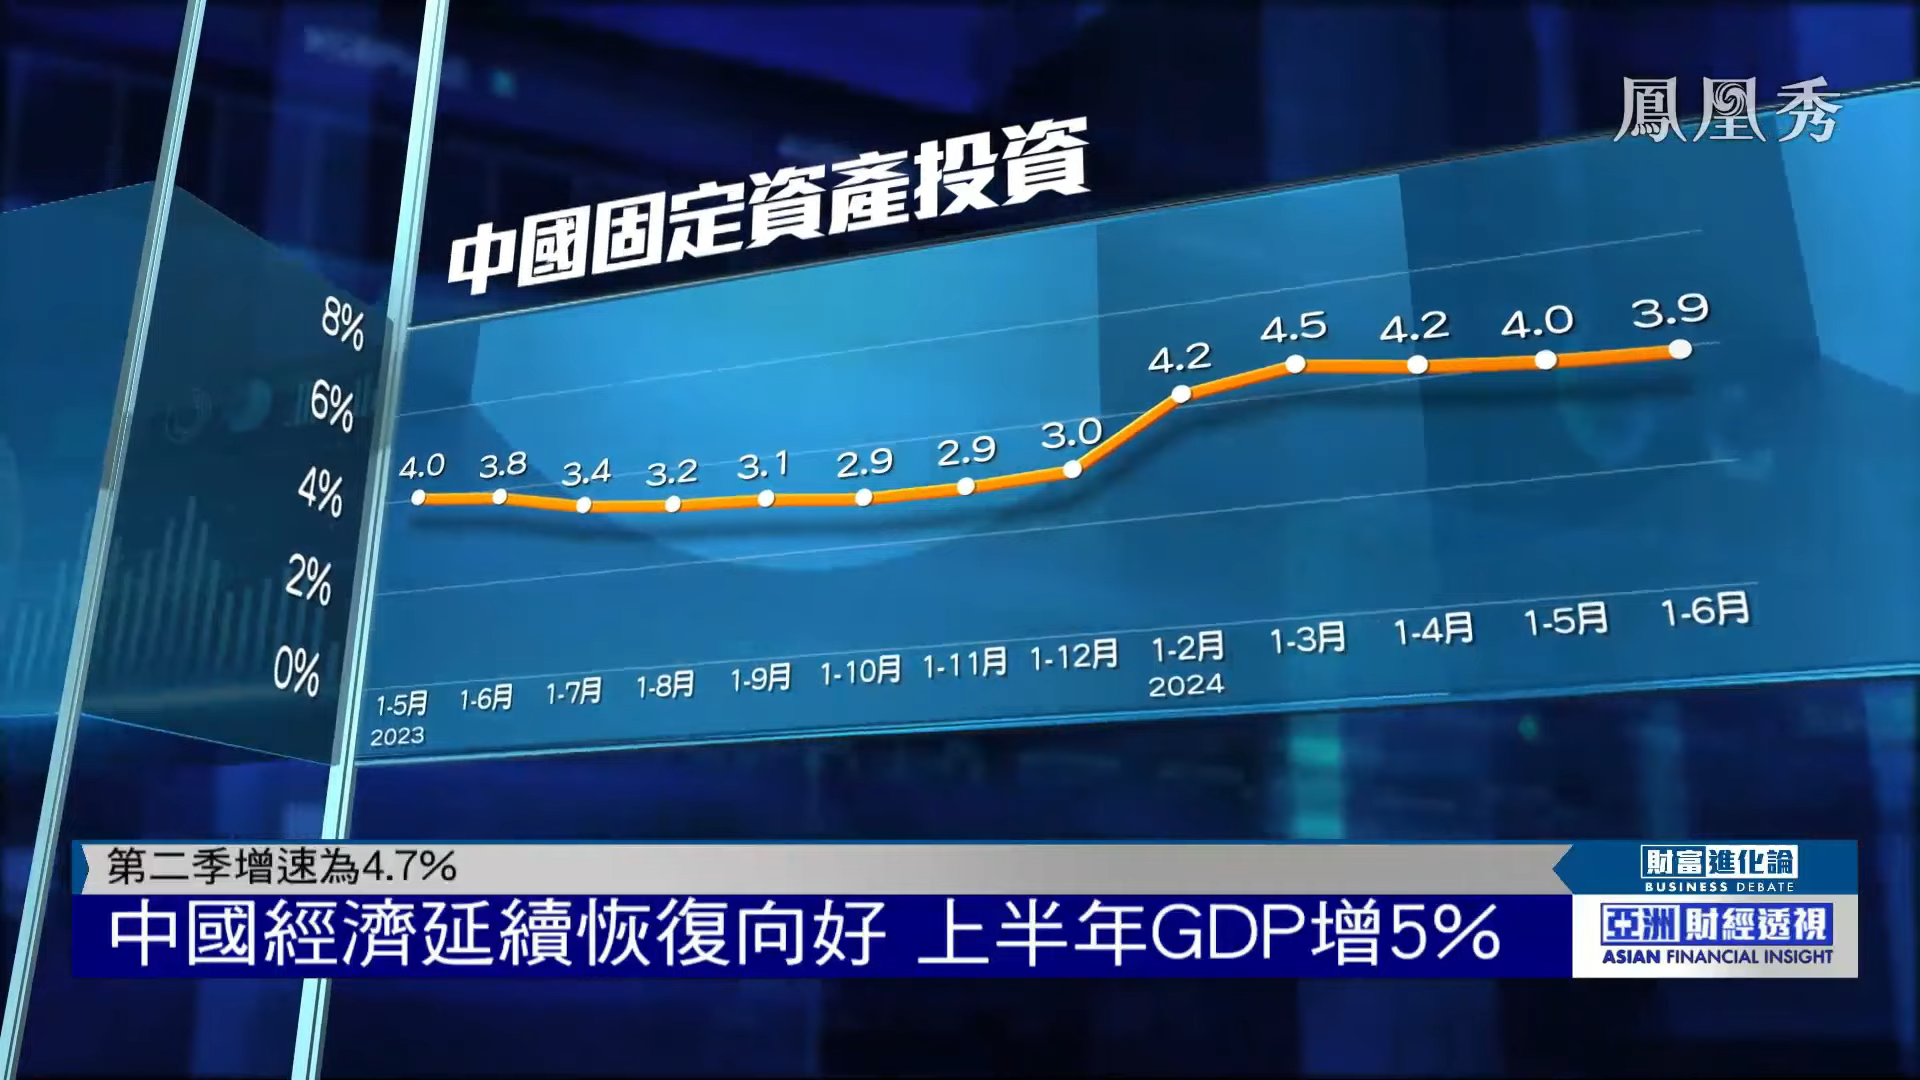 鳳凰秀
中國固定資產投資
8%
6%
4%
2%
0%
4.0 3.8 3.4 3.2 3.1 2.9 2.9 3.0 4.2 4.5 4.2 4.0 3.9
1-5月 1-6月 1-7月 1-8月 1-9月 1-10月 1-11月 1-12月 1-2月 1-3月 1-4月 1-5月 1-6月
2023 2024
第二季增速為4.7%
中國經濟延續恢復向好 上半年GDP增5%
財富進化論
BUSINESS DEBATE
亞洲財經透視
ASIAN FINANCIAL INSIGHT